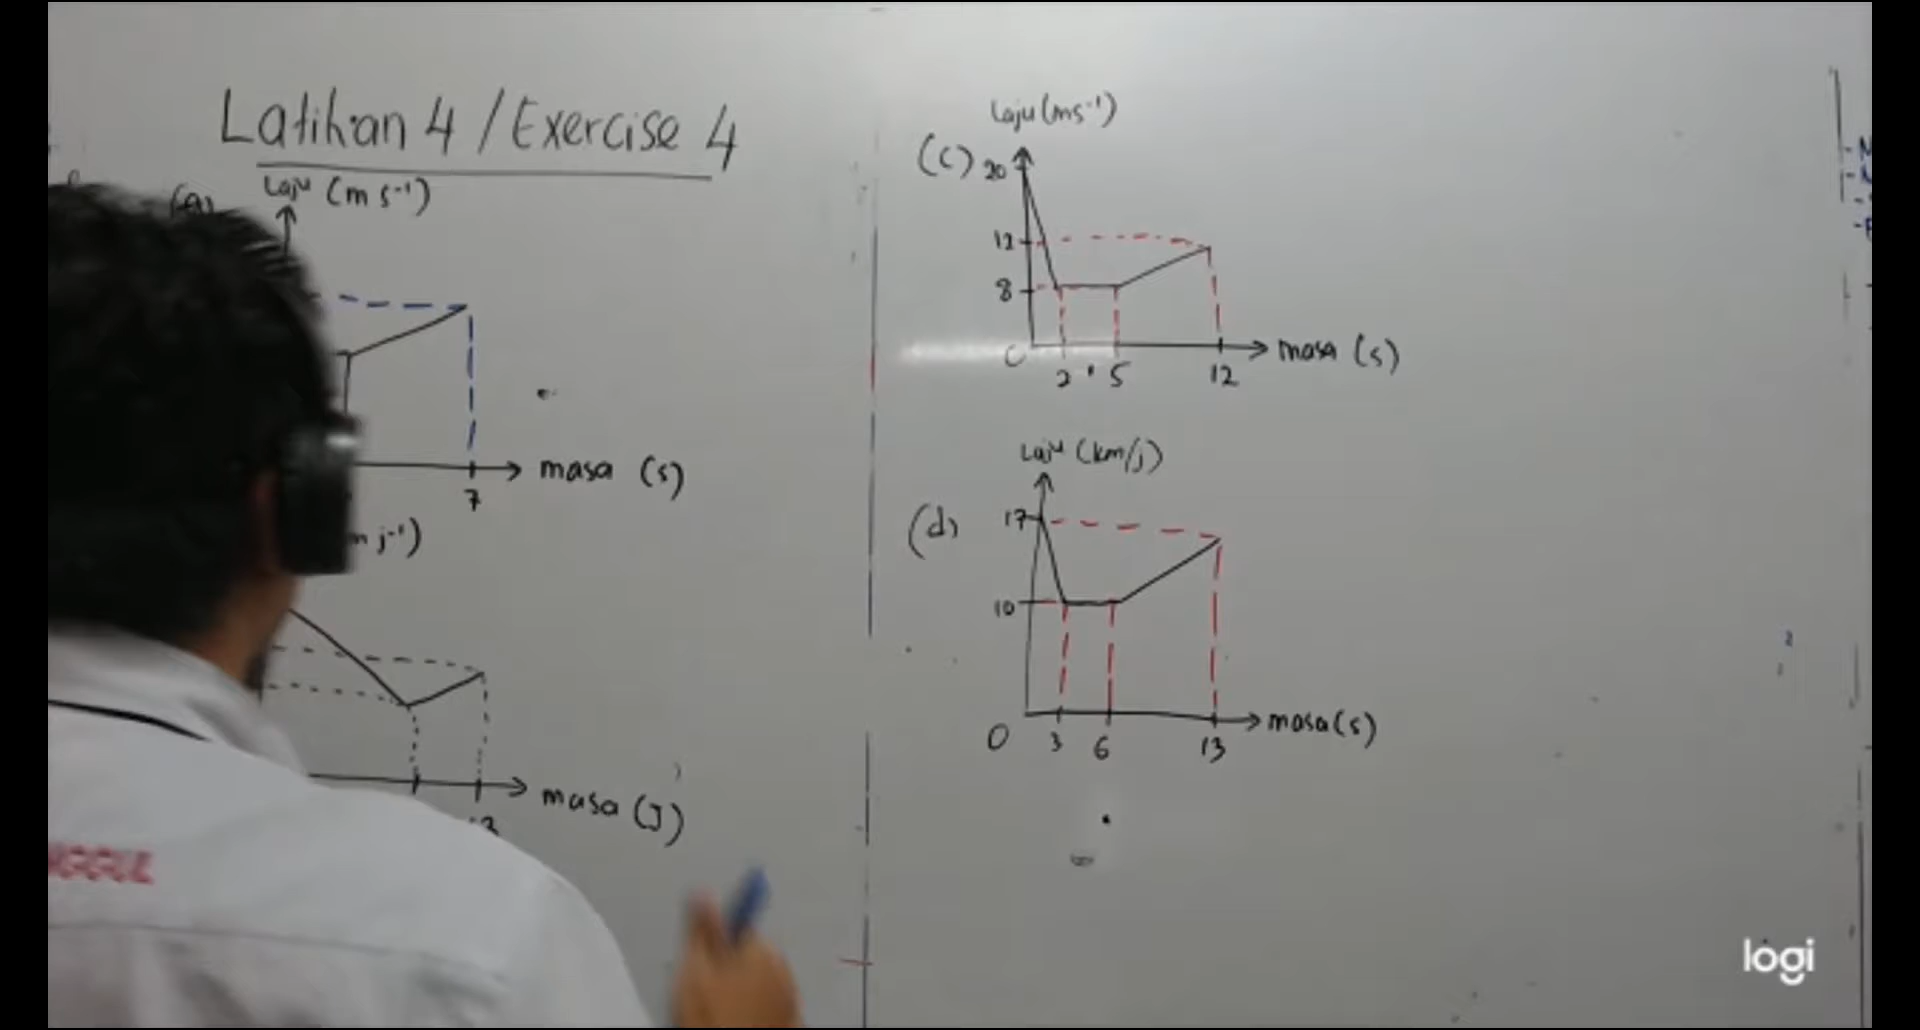 Latihan 4 / Exercise 4
(a)
Laju (m s⁻¹)
masa (s)
7
j⁻¹)
masa (J)
Laju (ms⁻¹)
(c)
20
12
8
0
2
5
12
masa (s)
Laju (km/j)
(d)
17
10
0
3
6
13
masa (s)
logi